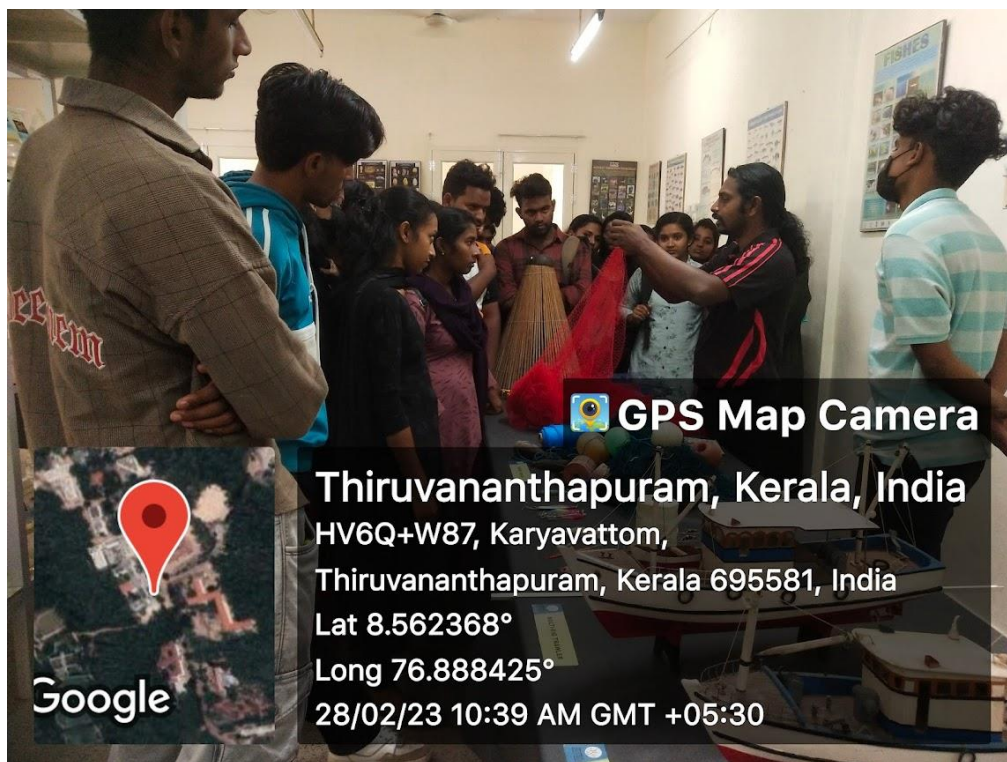 FISHES
GPS Map Camera
Thiruvananthapuram, Kerala, India
HV6Q+W87, Karyavattom,
Thiruvananthapuram, Kerala 695581, India
Lat 8.562368°
Long 76.888425°
28/02/23 10:39 AM GMT +05:30
Google